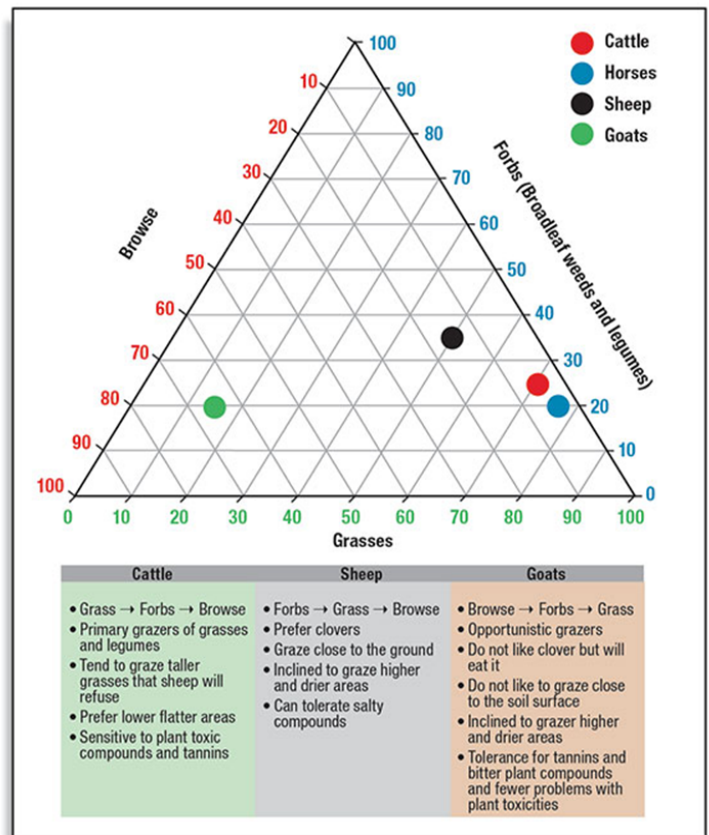 Cattle
Horses
Sheep
Goats
100
10
90
20
80
30
70
40
60
50
50
60
40
70
30
80
20
90
10
100
0
Browse
Forbs (Broadleaf weeds and legumes)
0
10
20
30
40
50
60
70
80
90
100
Grasses
Cattle
• Grass → Forbs → Browse
• Primary grazers of grasses
and legumes
• Tend to graze taller
grasses that sheep will
refuse
• Prefer lower flatter areas
• Sensitive to plant toxic
compounds and tannins
Sheep
• Forbs → Grass → Browse
• Prefer clovers
• Graze close to the ground
• Inclined to graze higher
and drier areas
• Can tolerate salty
compounds
Goats
• Browse → Forbs → Grass
• Opportunistic grazers
• Do not like clover but will
eat it
• Do not like to graze close
to the soil surface
• Inclined to grazer higher
and drier areas
• Tolerance for tannins and
bitter plant compounds
and fewer problems with
plant toxicities